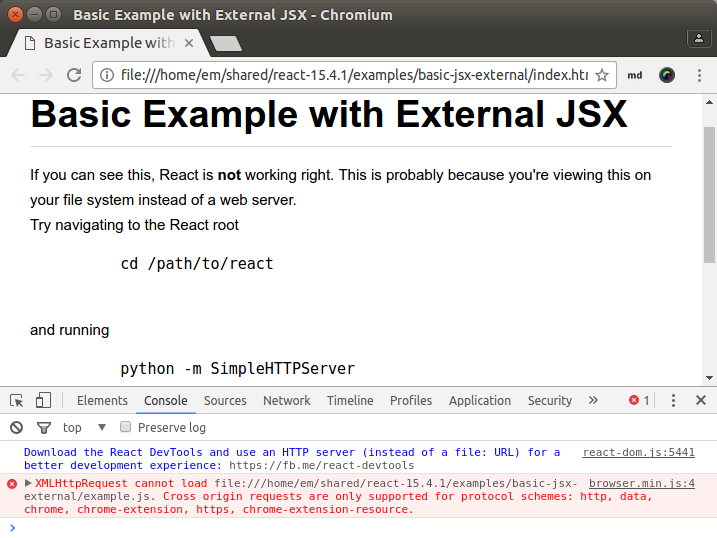 Basic Example with External JSX - Chromium
Basic Example with
file:///home/em/shared/react-15.4.1/examples/basic-jsx-external/index.htm
md
Basic Example with External JSX
If you can see this, React is not working right. This is probably because you're viewing this on
your file system instead of a web server.
Try navigating to the React root
cd /path/to/react
and running
python -m SimpleHTTPServer
Elements Console Sources Network Timeline Profiles Application Security » 1
top Preserve log
Download the React DevTools and use an HTTP server (instead of a file: URL) for a react-dom.js:5441
better development experience: https://fb.me/react-devtools
XMLHttpRequest cannot load file:///home/em/shared/react-15.4.1/examples/basic-jsx- browser.min.js:4
external/example.js. Cross origin requests are only supported for protocol schemes: http, data,
chrome, chrome-extension, https, chrome-extension-resource.
>